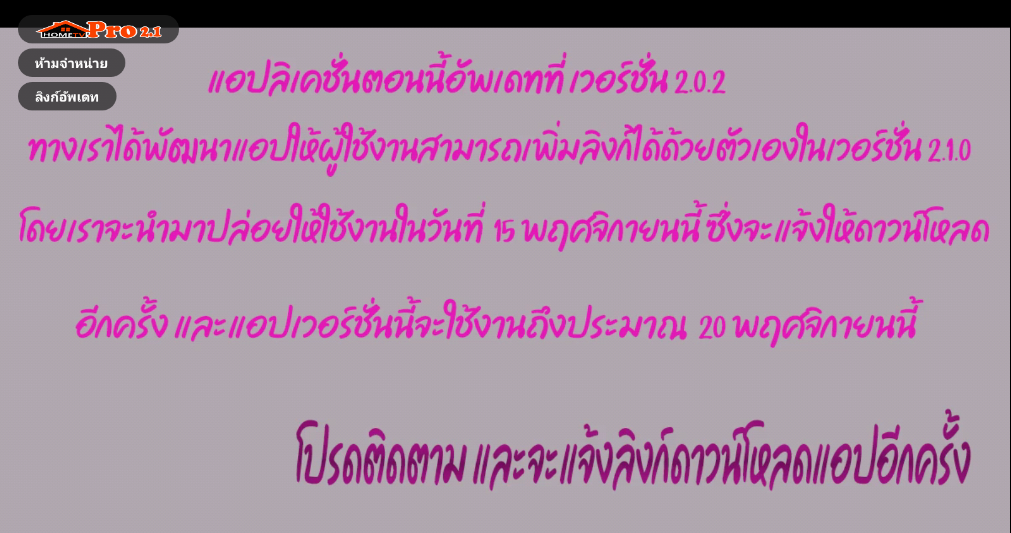 HOMETV Pro 2.1
ห้ามจำหน่าย
ลิงก์อัพเดท
แอปลิเคชั่นตอนนี้อัพเดทที่ เวอร์ชั่น 2.0.2
ทางเราได้พัฒนาแอปให้ผู้ใช้งานสามารถเพิ่มลิงก์ได้ด้วยตัวเองในเวอร์ชั่น 2.1.0
โดยเราจะนำมาปล่อยให้ใช้งานในวันที่ 15 พฤศจิกายนนี้ ซึ่งจะแจ้งให้ดาวน์โหลด
อีกครั้ง และแอปเวอร์ชั่นนี้จะใช้งานถึงประมาณ 20 พฤศจิกายนนี้
โปรดติดตาม และจะแจ้งลิงก์ดาวน์โหลดแอปอีกครั้ง